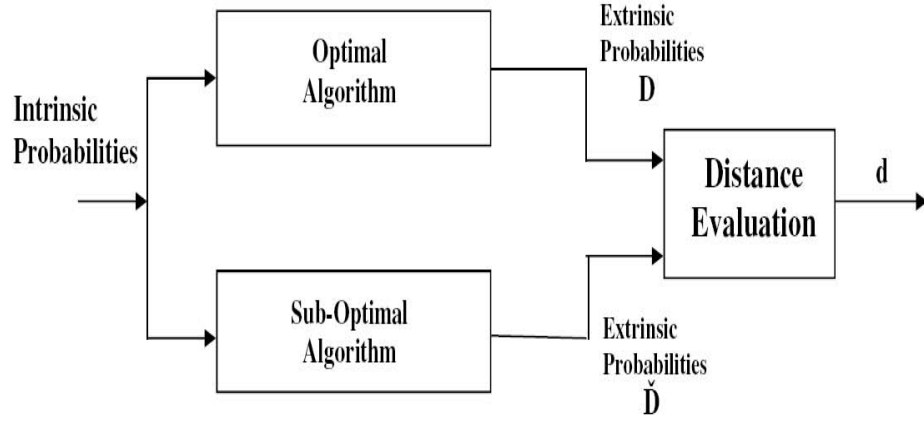 Intrinsic
Probabilities
Optimal
Algorithm
Extrinsic
Probabilities
D
Distance
Evaluation
d
Sub-Optimal
Algorithm
Extrinsic
Probabilities
Ď